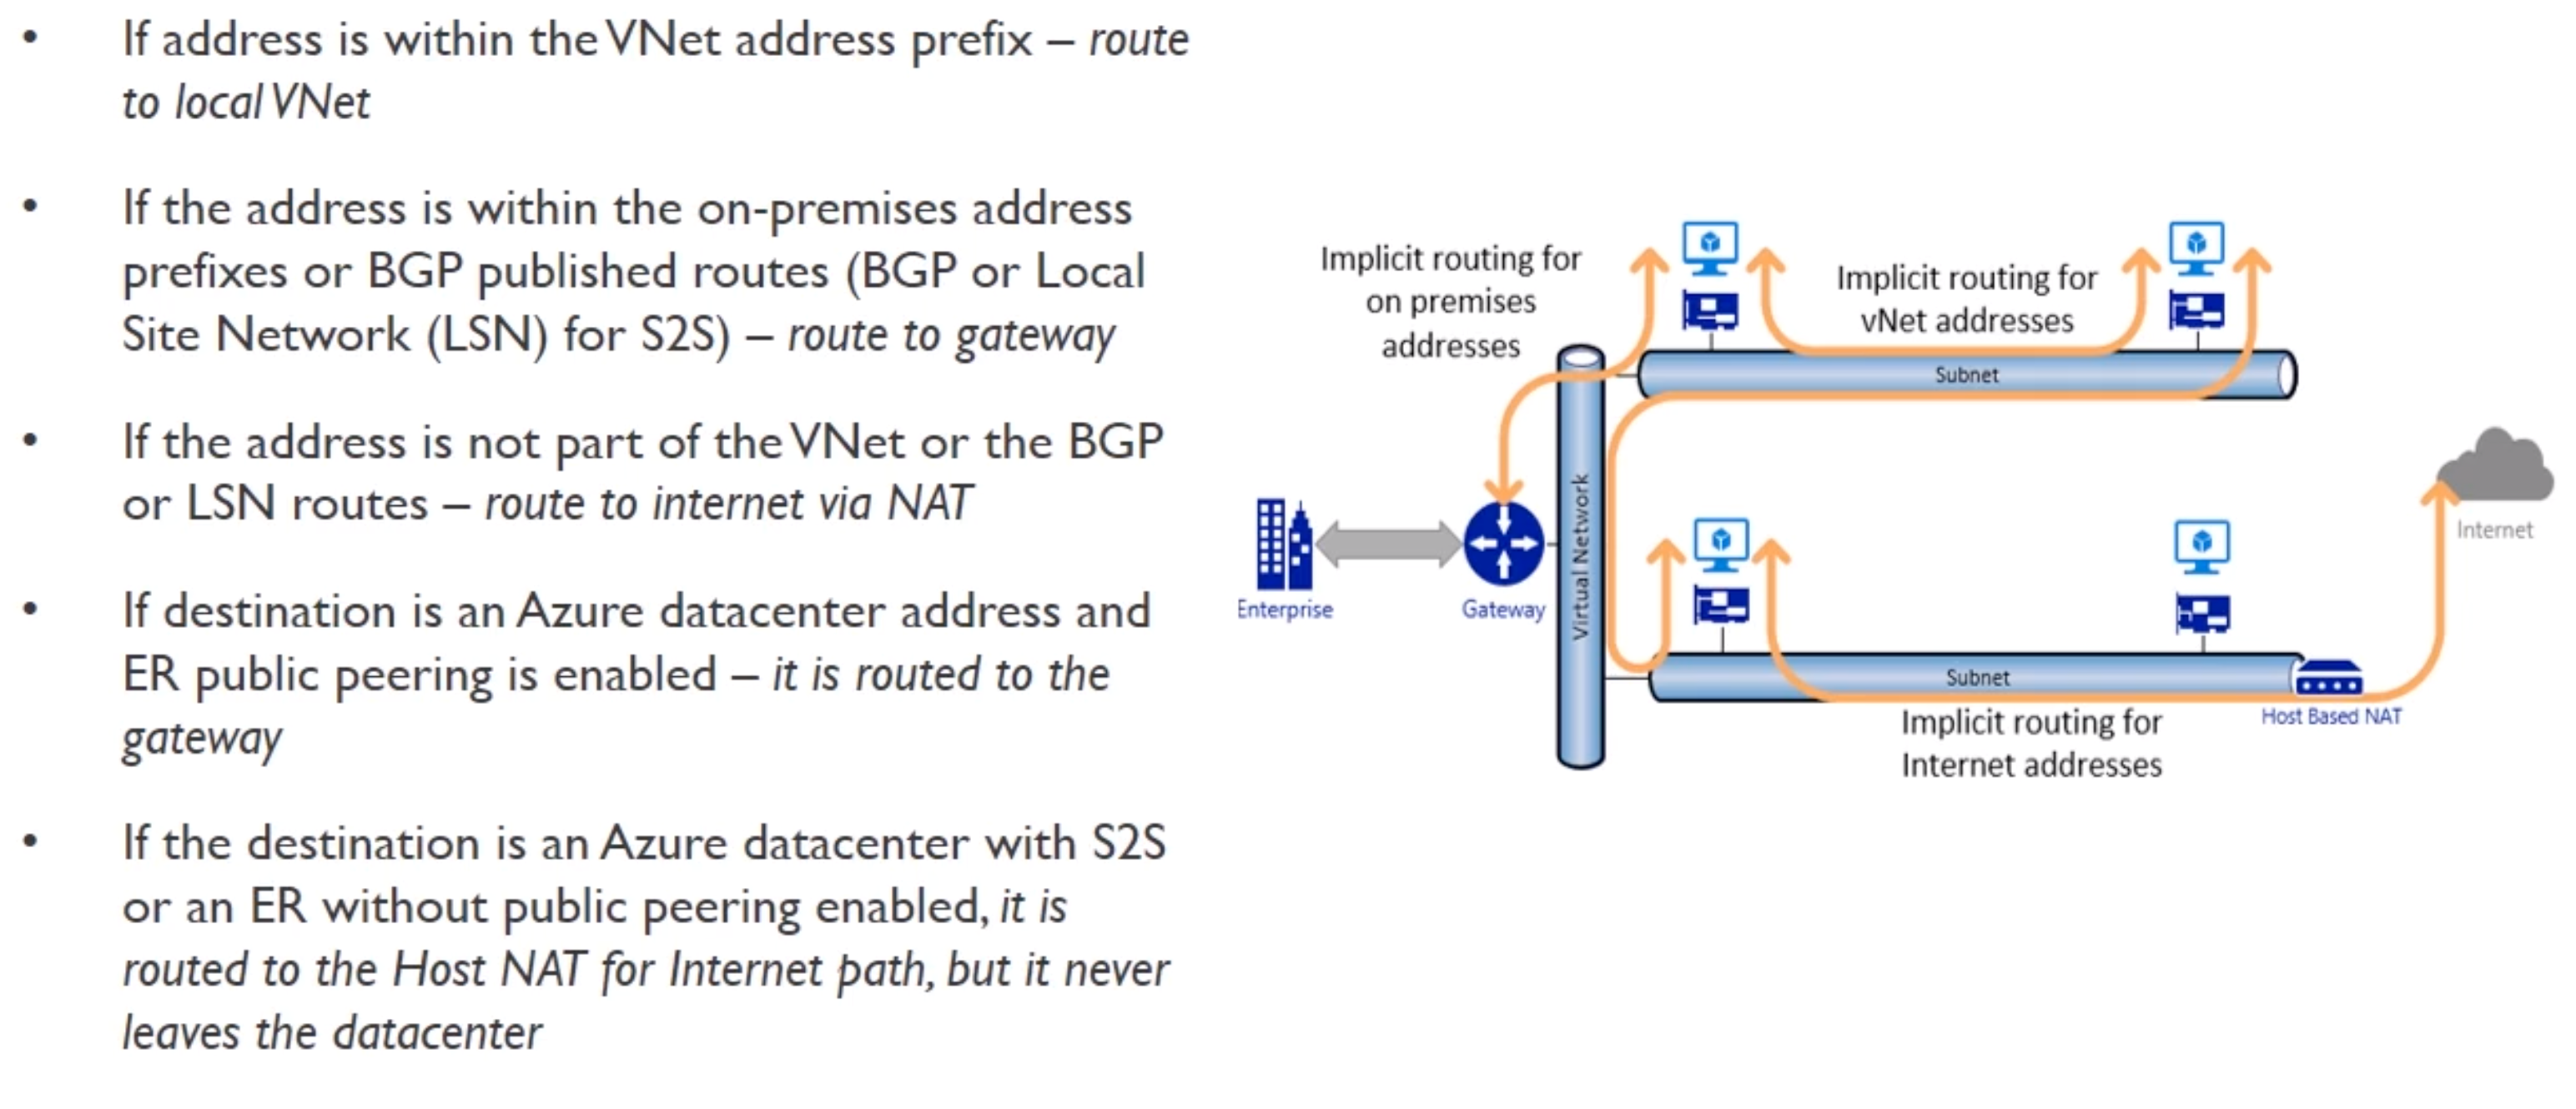 • If address is within the VNet address prefix – route
to local VNet
• If the address is within the on-premises address
prefixes or BGP published routes (BGP or Local
Site Network (LSN) for S2S) – route to gateway
• If the address is not part of the VNet or the BGP
or LSN routes – route to internet via NAT
• If destination is an Azure datacenter address and
ER public peering is enabled – it is routed to the
gateway
• If the destination is an Azure datacenter with S2S
or an ER without public peering enabled, it is
routed to the Host NAT for Internet path, but it never
leaves the datacenter
Implicit routing for
on premises
addresses
Implicit routing for
vNet addresses
Subnet
Virtual Network
Enterprise
Gateway
Internet
Subnet
Host Based NAT
Implicit routing for
Internet addresses